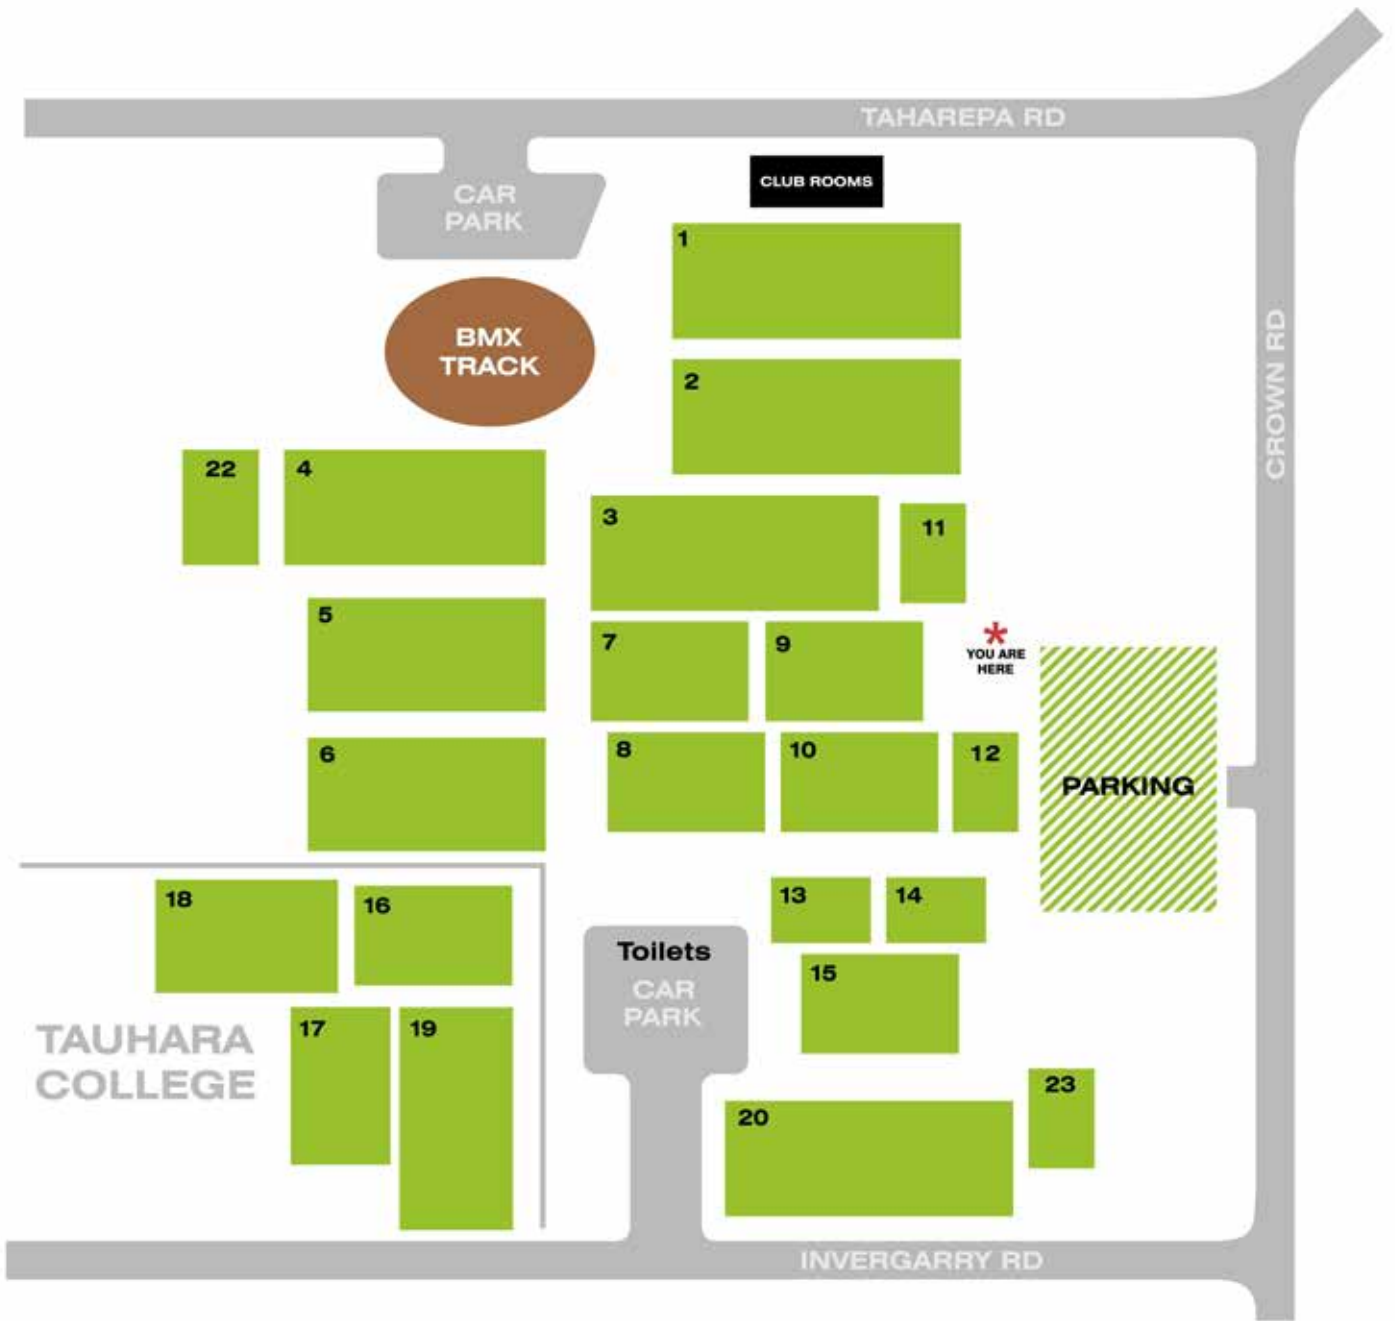 TAHAREPA RD
CLUB ROOMS
CAR
PARK
1
BMX
TRACK
2
CROWN RD
22
4
3
11
5
7
9
*
YOU ARE
HERE
6
8
10
12
PARKING
18
16
13
14
Toilets
CAR
PARK
15
TAUHARA
COLLEGE
17
19
23
20
INVERGARRY RD